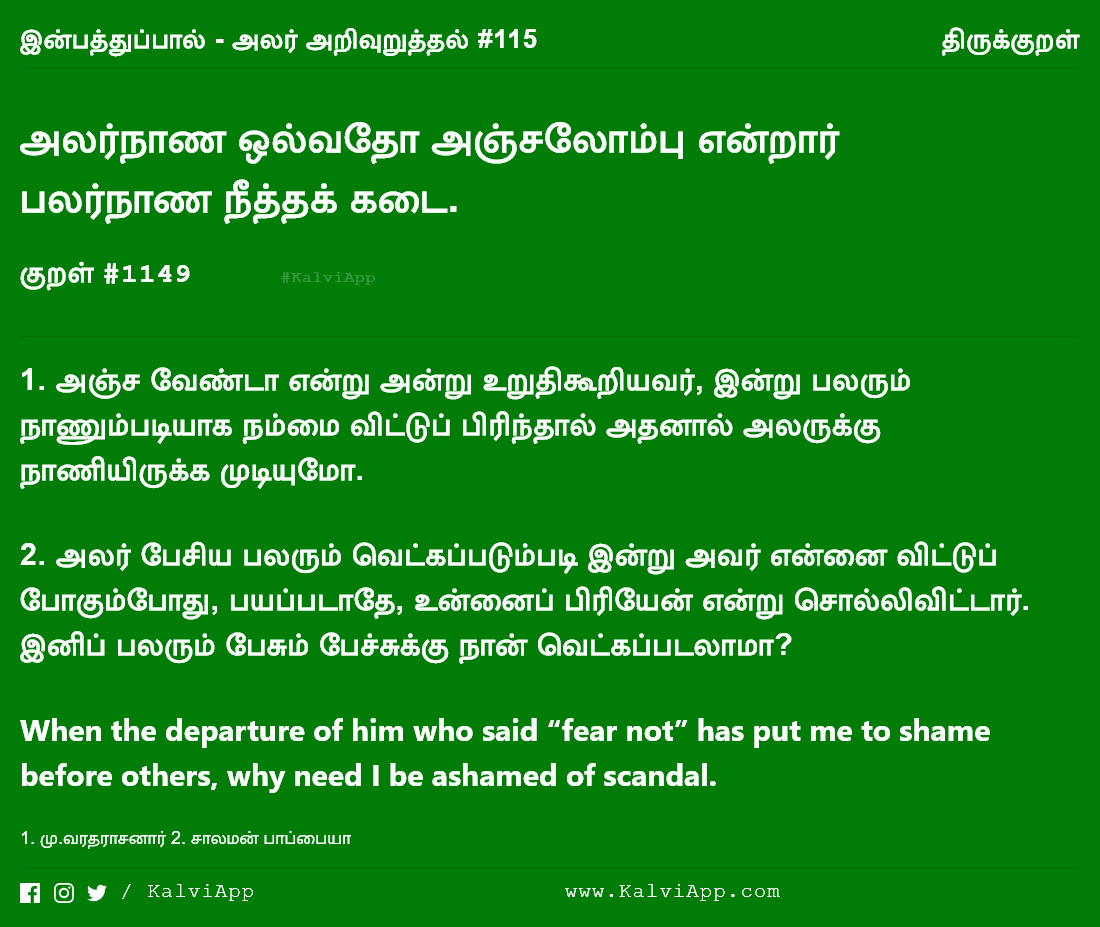 இன்பத்துப்பால் - அலர் அறிவுறுத்தல் #115 திருக்குறள்
அலர்நாண ஒல்வதோ அஞ்சலோம்பு என்றார்
பலர்நாண நீத்தக் கடை.
குறள் #1149 #KalviApp
1. அஞ்ச வேண்டா என்று அன்று உறுதிகூறியவர், இன்று பலரும்
நாணும்படியாக நம்மை விட்டுப் பிரிந்தால் அதனால் அலருக்கு
நாணியிருக்க முடியுமோ.
2. அலர் பேசிய பலரும் வெட்கப்படும்படி இன்று அவர் என்னை விட்டுப்
போகும்போது, பயப்படாதே, உன்னைப் பிரியேன் என்று சொல்லிவிட்டார்.
இனிப் பலரும் பேசும் பேச்சுக்கு நான் வெட்கப்படலாமா?
When the departure of him who said “fear not” has put me to shame
before others, why need I be ashamed of scandal.
1. மு.வரதராசனார் 2. சாலமன் பாப்பையா
/ KalviApp www.KalviApp.com